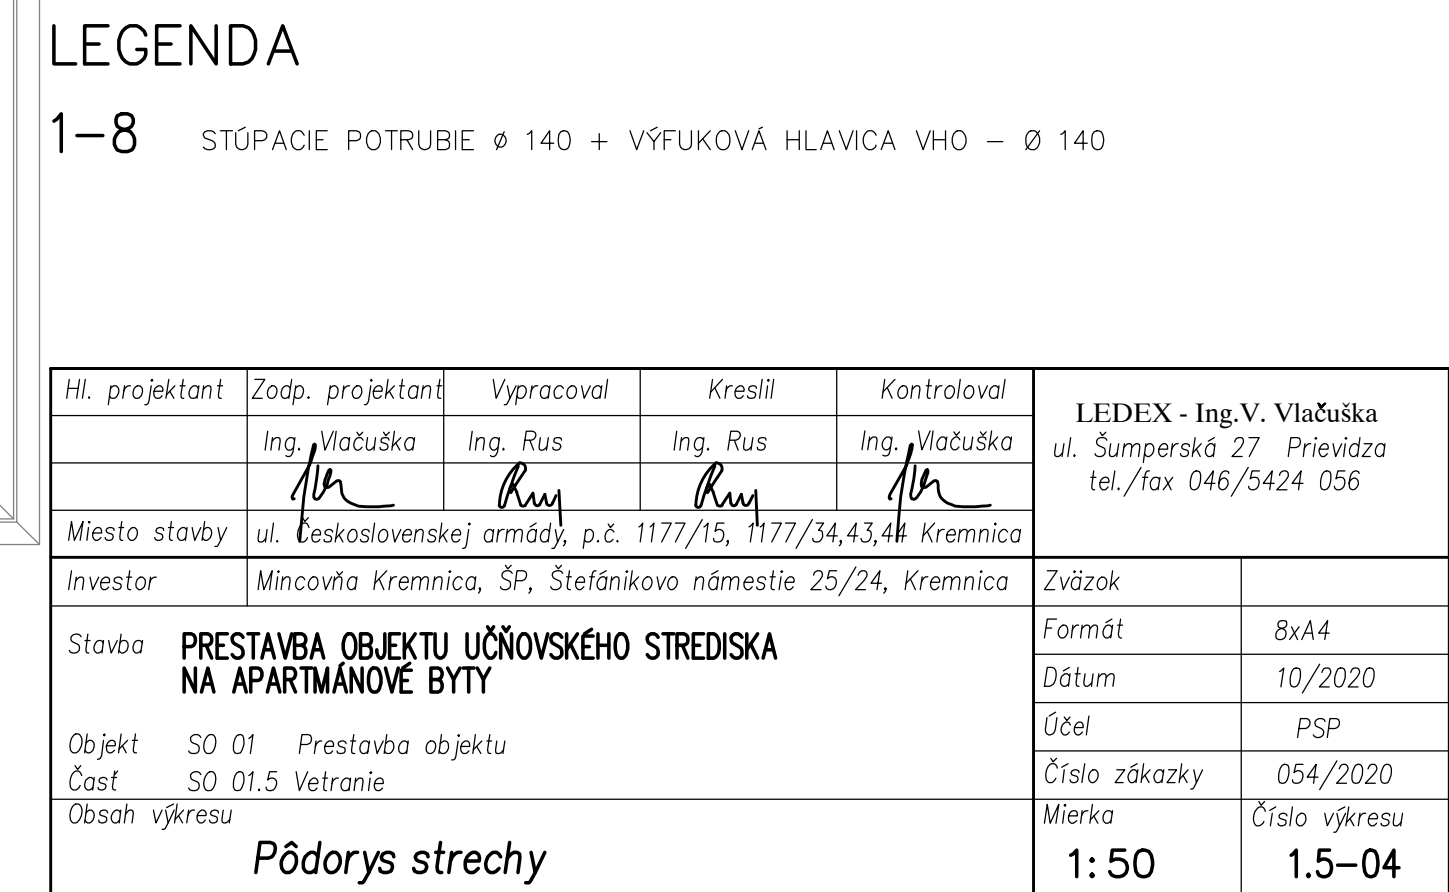 LEGENDA
1-8 STÚPACIE POTRUBIE ø 140 + VÝFUKOVÁ HLAVICA VHO - Ø 140
Hl. projektant Zodp. projektant Vypracoval Kreslil Kontroloval
Ing. Vlačuška Ing. Rus Ing. Rus Ing. Vlačuška
LEDEX - Ing.V. Vlačuška
ul. Šumperská 27 Prievidza
tel./fax 046/5424 056
Miesto stavby ul. Československej armády, p.č. 1177/15, 1177/34,43,44 Kremnica
Investor Mincovňa Kremnica, ŠP, Štefánikovo námestie 25/24, Kremnica
Zväzok
Stavba PRESTAVBA OBJEKTU UČŇOVSKÉHO STREDISKA
NA APARTMÁNOVÉ BYTY
Formát 8xA4
Dátum 10/2020
Účel PSP
Objekt SO 01 Prestavba objektu
Časť SO 01.5 Vetranie
Číslo zákazky 054/2020
Obsah výkresu
Pôdorys strechy
Mierka
1:50
Číslo výkresu
1.5-04